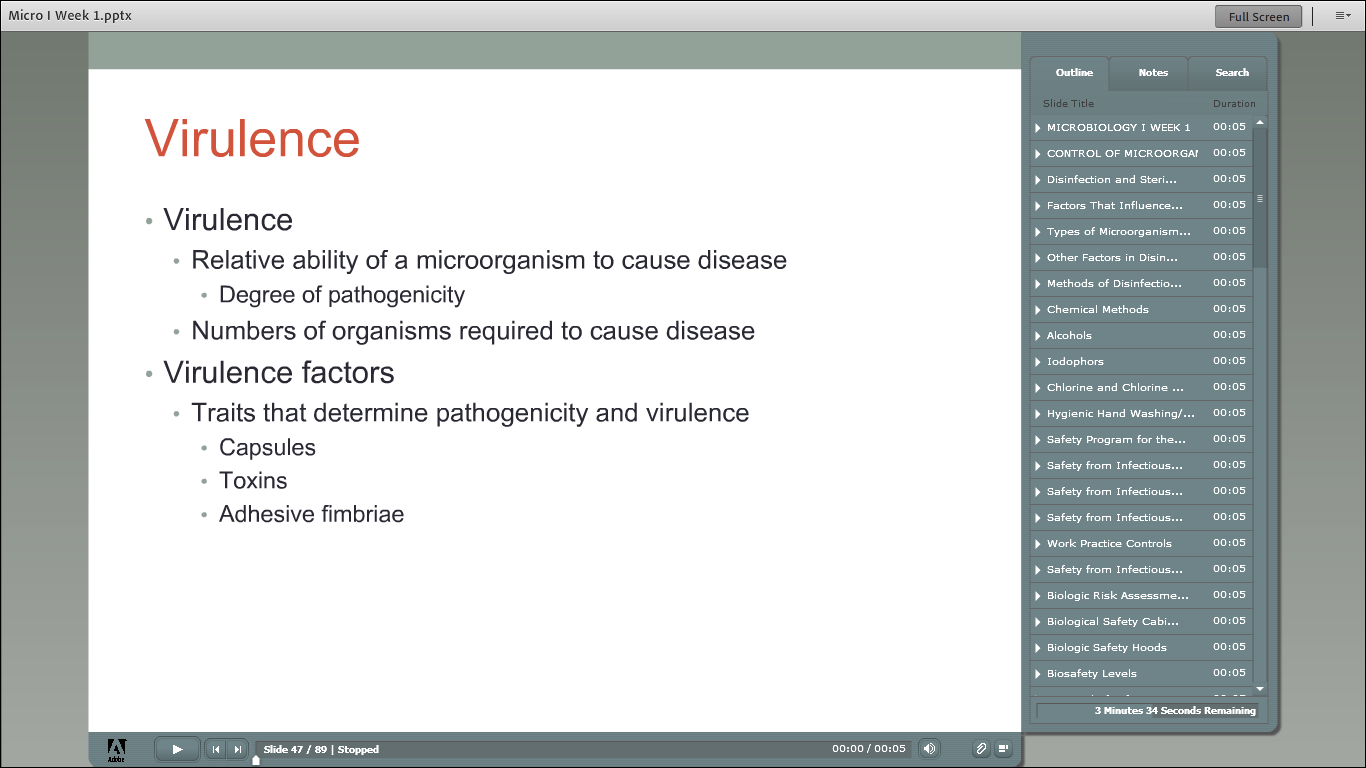 Micro I Week 1.pptx
Full Screen
Virulence
• Virulence
• Relative ability of a microorganism to cause disease
• Degree of pathogenicity
• Numbers of organisms required to cause disease
• Virulence factors
• Traits that determine pathogenicity and virulence
• Capsules
• Toxins
• Adhesive fimbriae
Outline Notes Search
Slide Title Duration
MICROBIOLOGY I WEEK 1 00:05
CONTROL OF MICROORGAN 00:05
Disinfection and Steri... 00:05
Factors That Influence... 00:05
Types of Microorganism... 00:05
Other Factors in Disin... 00:05
Methods of Disinfectio... 00:05
Chemical Methods 00:05
Alcohols 00:05
Iodophors 00:05
Chlorine and Chlorine ... 00:05
Hygienic Hand Washing/... 00:05
Safety Program for the... 00:05
Safety from Infectious... 00:05
Safety from Infectious... 00:05
Safety from Infectious... 00:05
Work Practice Controls 00:05
Safety from Infectious... 00:05
Biologic Risk Assessme... 00:05
Biological Safety Cabi... 00:05
Biologic Safety Hoods 00:05
Biosafety Levels 00:05
3 Minutes 34 Seconds Remaining
Adobe
Slide 47 / 89 | Stopped 00:00 / 00:05